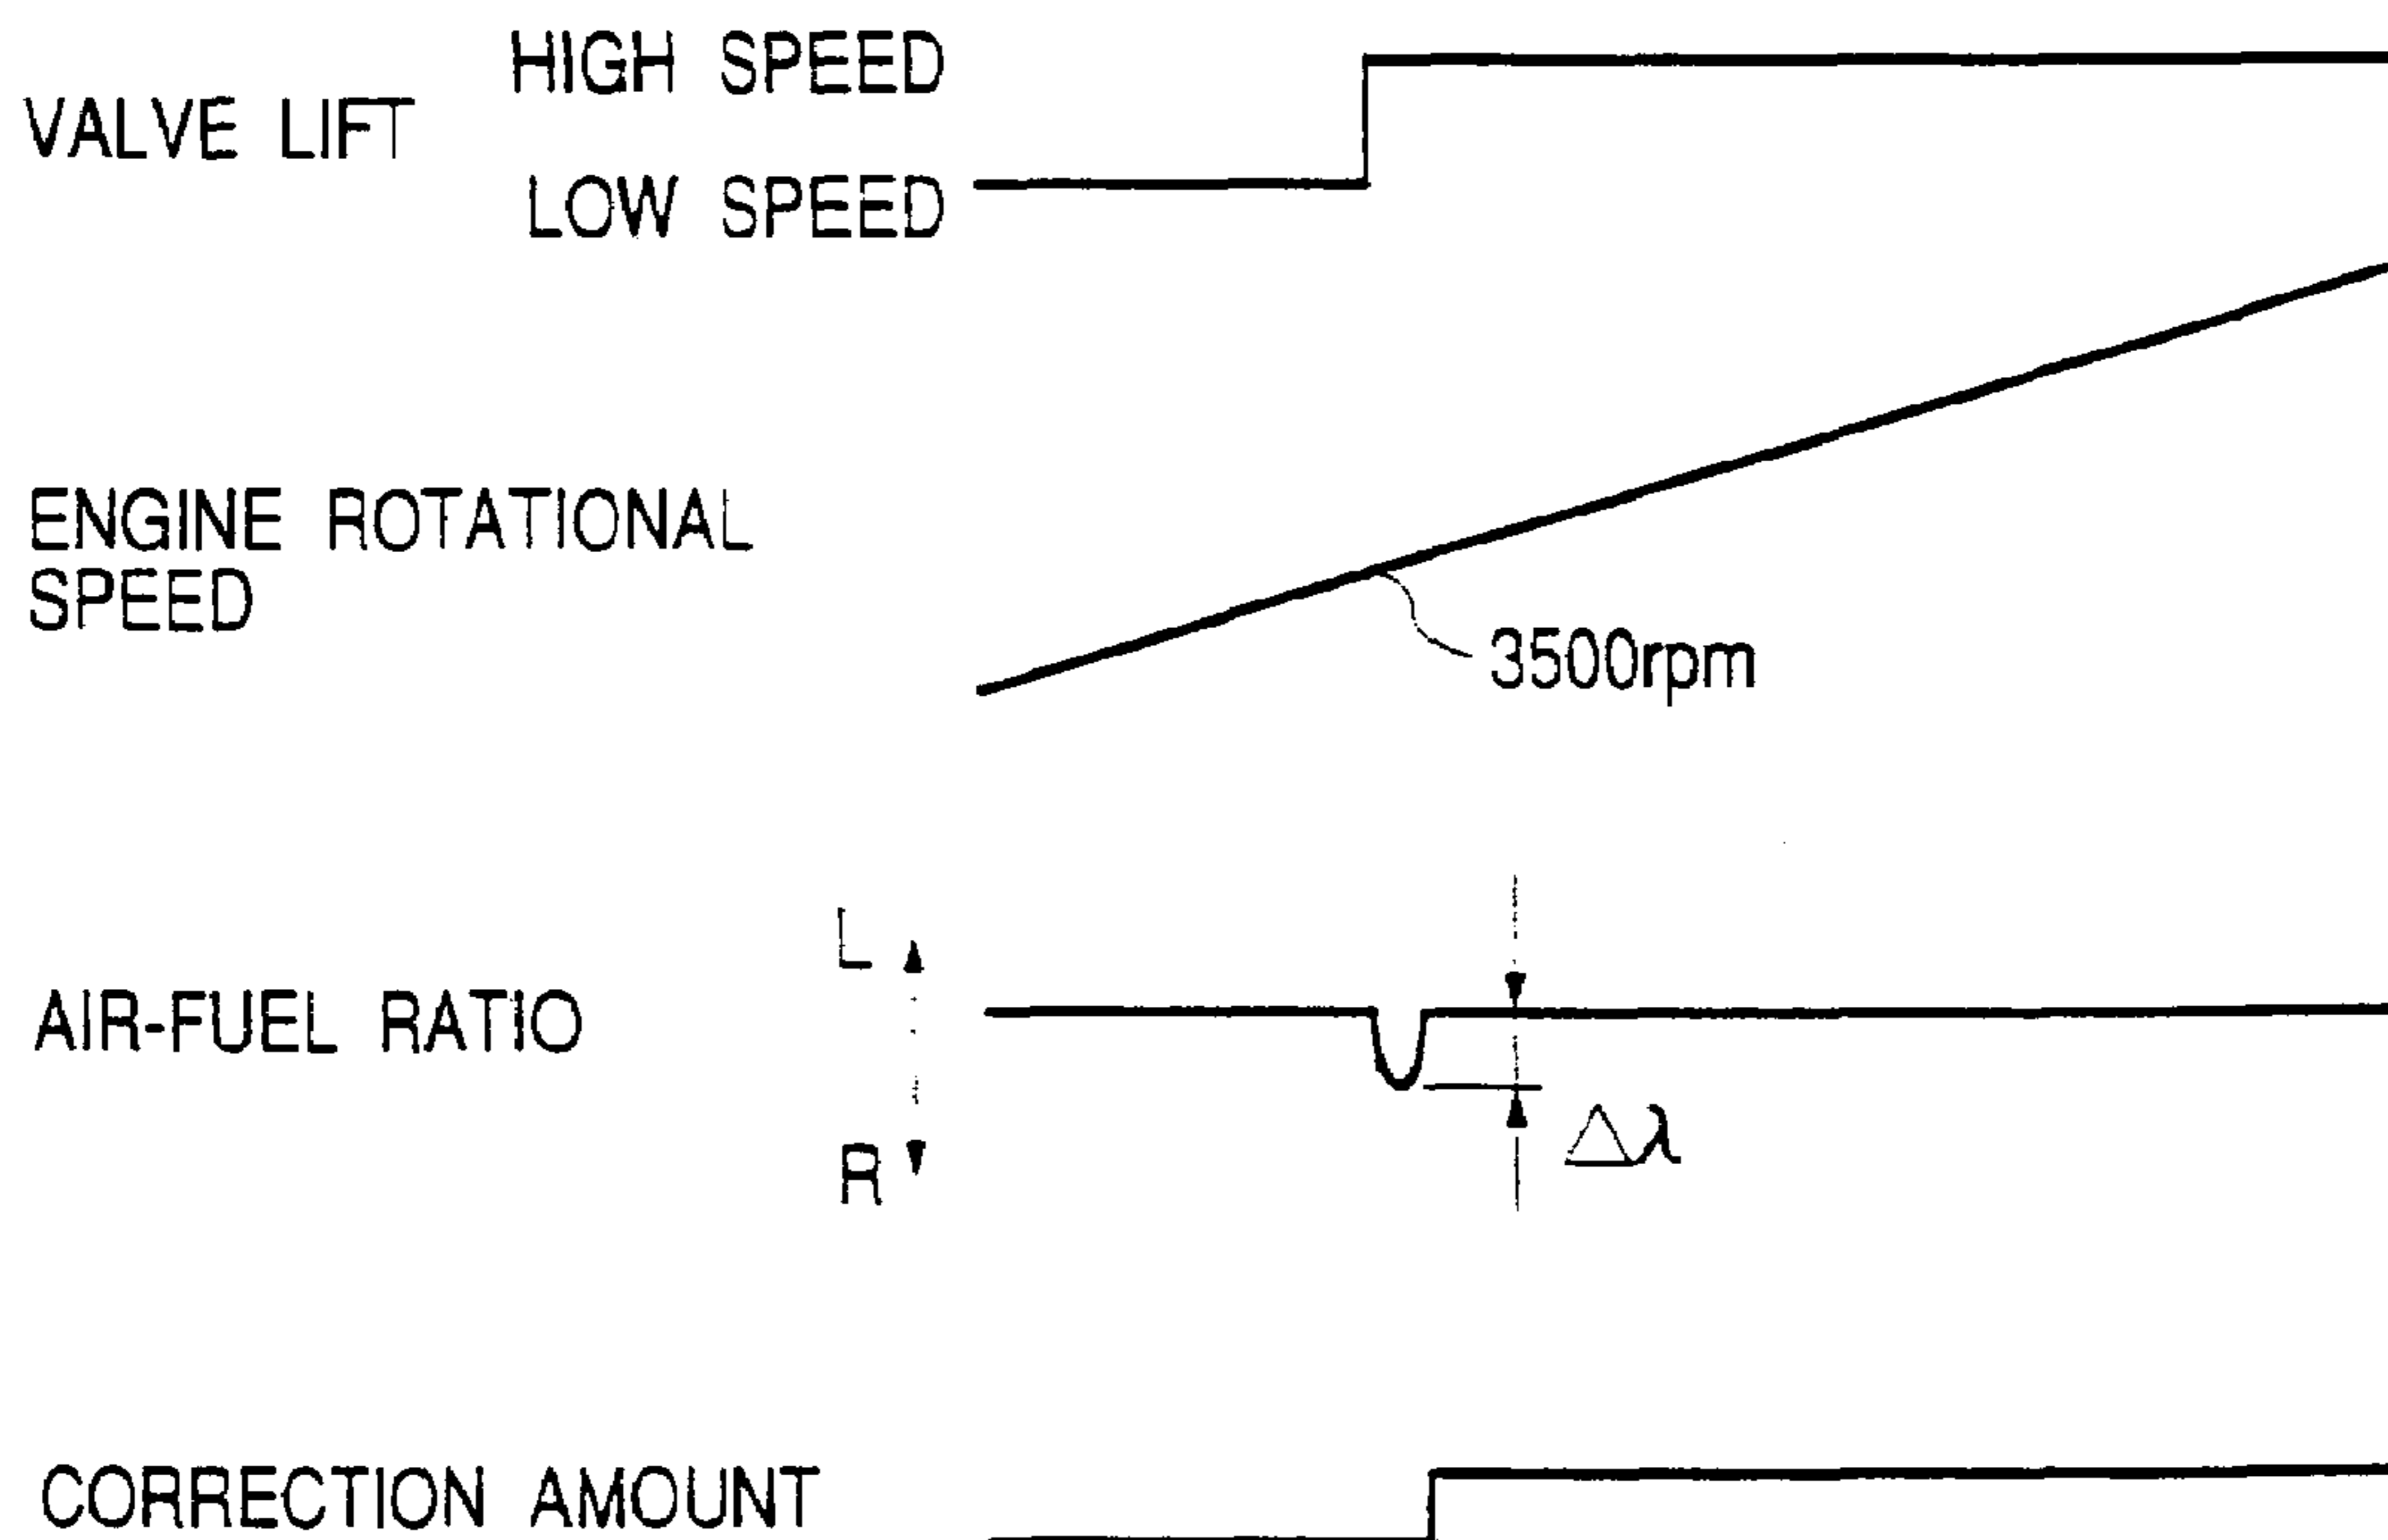 HIGH SPEED
VALVE LIFT
LOW SPEED
ENGINE ROTATIONAL
SPEED
3500rpm
L
AIR-FUEL RATIO
R
Δλ
CORRECTION AMOUNT